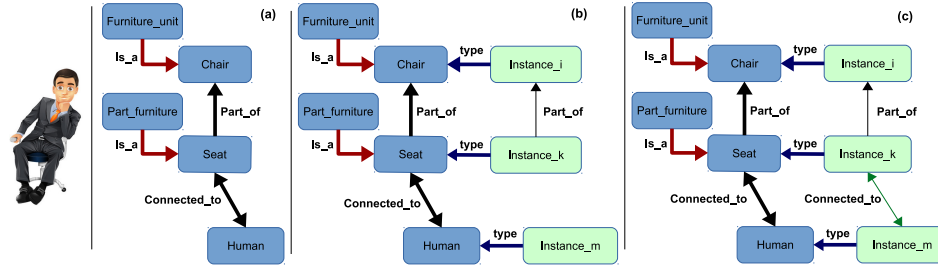 (a)
Furniture_unit
Is_a
Chair
Part_of
Part_furniture
Is_a
Seat
Connected_to
Human
(b)
Furniture_unit
Is_a
Chair
type
Instance_i
Part_of
Part_of
Part_furniture
Is_a
Seat
type
Instance_k
Connected_to
Human
type
Instance_m
(c)
Furniture_unit
Is_a
Chair
type
Instance_i
Part_of
Part_of
Part_furniture
Is_a
Seat
type
Instance_k
Connected_to
Connected_to
Human
type
Instance_m